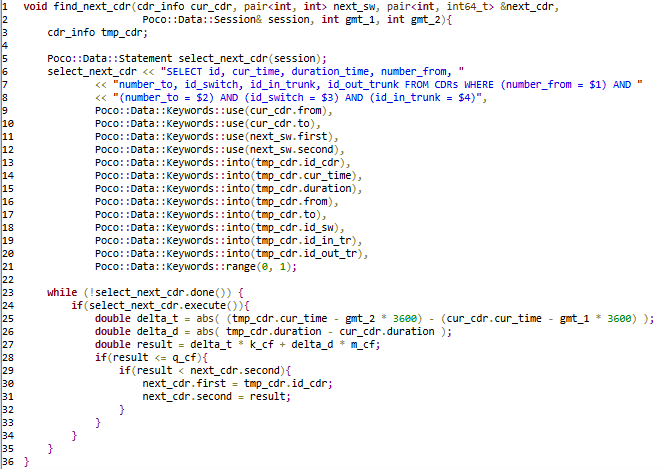 1 void find_next_cdr(cdr_info cur_cdr, pair<int, int> next_sw, pair<int, int64_t> &next_cdr,
2 Poco::Data::Session& session, int gmt_1, int gmt_2){
3 cdr_info tmp_cdr;
4
5 Poco::Data::Statement select_next_cdr(session);
6 select_next_cdr << "SELECT id, cur_time, duration_time, number_from, "
7 << "number_to, id_switch, id_in_trunk, id_out_trunk FROM CDRs WHERE (number_from = $1) AND "
8 << "(number_to = $2) AND (id_switch = $3) AND (id_in_trunk = $4)",
9 Poco::Data::Keywords::use(cur_cdr.from),
10 Poco::Data::Keywords::use(cur_cdr.to),
11 Poco::Data::Keywords::use(next_sw.first),
12 Poco::Data::Keywords::use(next_sw.second),
13 Poco::Data::Keywords::into(tmp_cdr.id_cdr),
14 Poco::Data::Keywords::into(tmp_cdr.cur_time),
15 Poco::Data::Keywords::into(tmp_cdr.duration),
16 Poco::Data::Keywords::into(tmp_cdr.from),
17 Poco::Data::Keywords::into(tmp_cdr.to),
18 Poco::Data::Keywords::into(tmp_cdr.id_sw),
19 Poco::Data::Keywords::into(tmp_cdr.id_in_tr),
20 Poco::Data::Keywords::into(tmp_cdr.id_out_tr),
21 Poco::Data::Keywords::range(0, 1);
22
23 while (!select_next_cdr.done()) {
24 if(select_next_cdr.execute()){
25 double delta_t = abs( (tmp_cdr.cur_time - gmt_2 * 3600) - (cur_cdr.cur_time - gmt_1 * 3600) );
26 double delta_d = abs( tmp_cdr.duration - cur_cdr.duration );
27 double result = delta_t * k_cf + delta_d * m_cf;
28 if(result <= q_cf){
29 if(result < next_cdr.second){
30 next_cdr.first = tmp_cdr.id_cdr;
31 next_cdr.second = result;
32 }
33 }
34 }
35 }
36 }